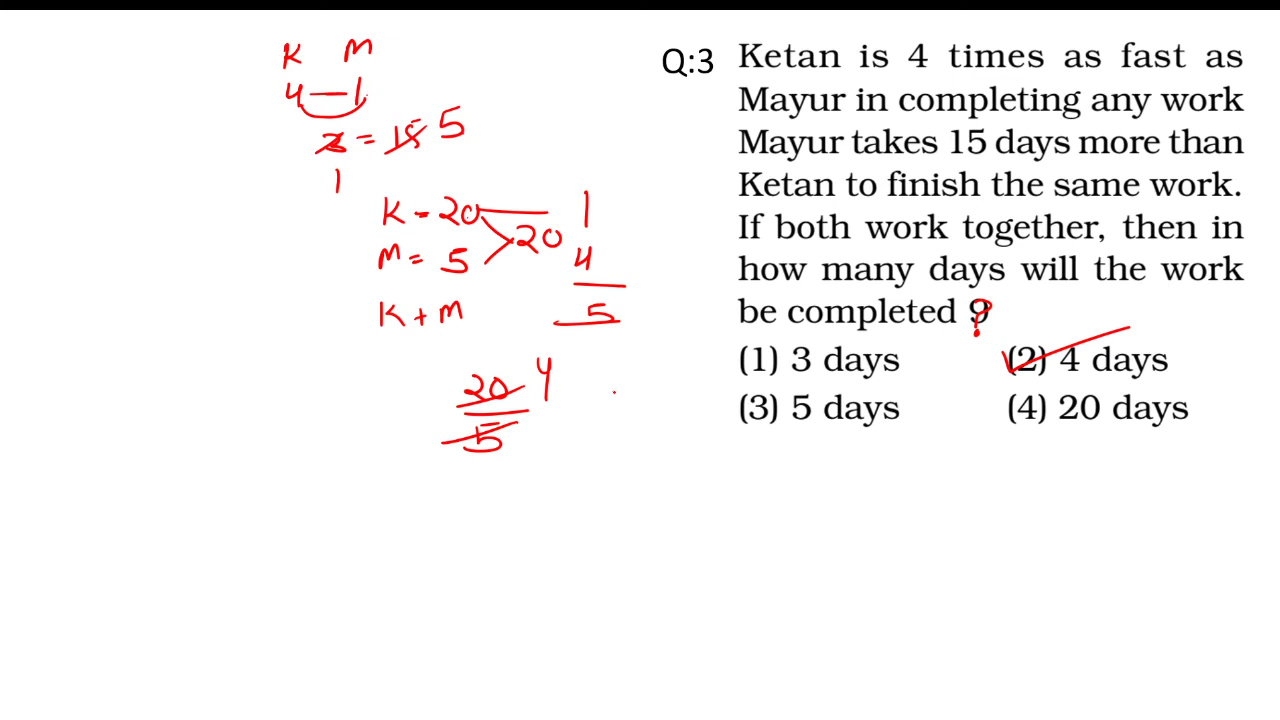 K M
4 — 1
3 = 15 5
1
K - 20 1
20
M = 5 4
K + M 5
20 4
5
Q:3 Ketan is 4 times as fast as
Mayur in completing any work
Mayur takes 15 days more than
Ketan to finish the same work.
If both work together, then in
how many days will the work
be completed ?
(1) 3 days (2) 4 days
(3) 5 days (4) 20 days